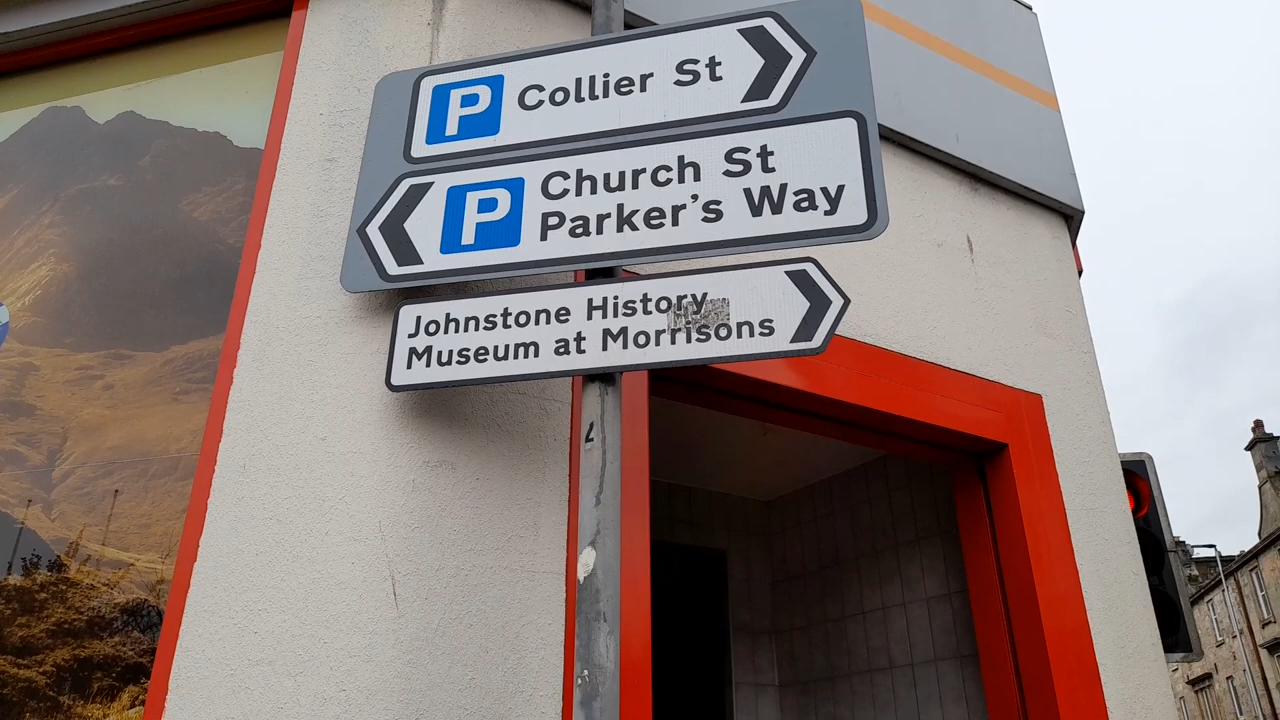 P Collier St
P Church St
Parker's Way
Johnstone History
Museum at Morrisons